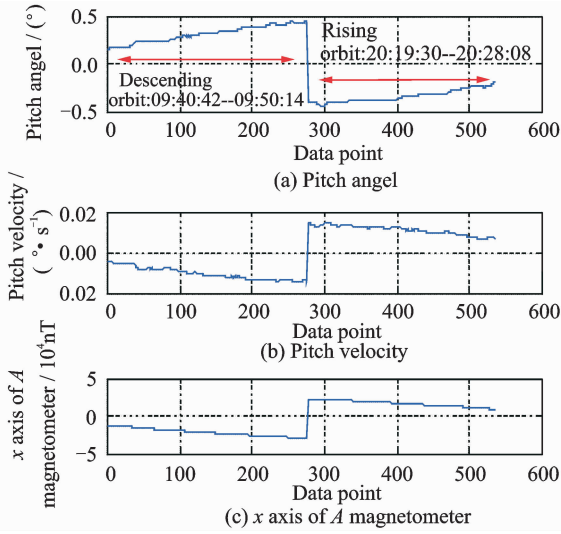 Pitch angel / (°)
0.5
0.0
−0.5
Rising
orbit:20:19:30--20:28:08
Descending
orbit:09:40:42--09:50:14
0 100 200 300 400 500 600
Data point
(a) Pitch angel
Pitch velocity /
( °• s⁻¹)
0.02
0.00
0.02
0 100 200 300 400 500 600
Data point
(b) Pitch velocity
x axis of A
magnetometer / 10⁴nT
5
0
−5
0 100 200 300 400 500 600
Data point
(c) x axis of A magnetometer